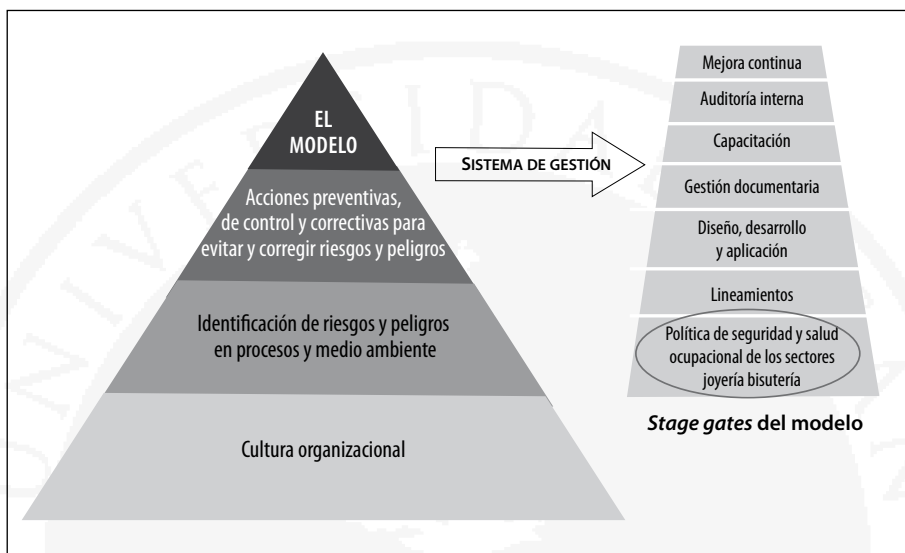 EL
MODELO
Acciones preventivas,
de control y correctivas para
evitar y corregir riesgos y peligros
Identificación de riesgos y peligros
en procesos y medio ambiente
Cultura organizacional
SISTEMA DE GESTIÓN
Mejora continua
Auditoría interna
Capacitación
Gestión documentaria
Diseño, desarrollo
y aplicación
Lineamientos
Política de seguridad y salud
ocupacional de los sectores
joyería bisutería
Stage gates del modelo